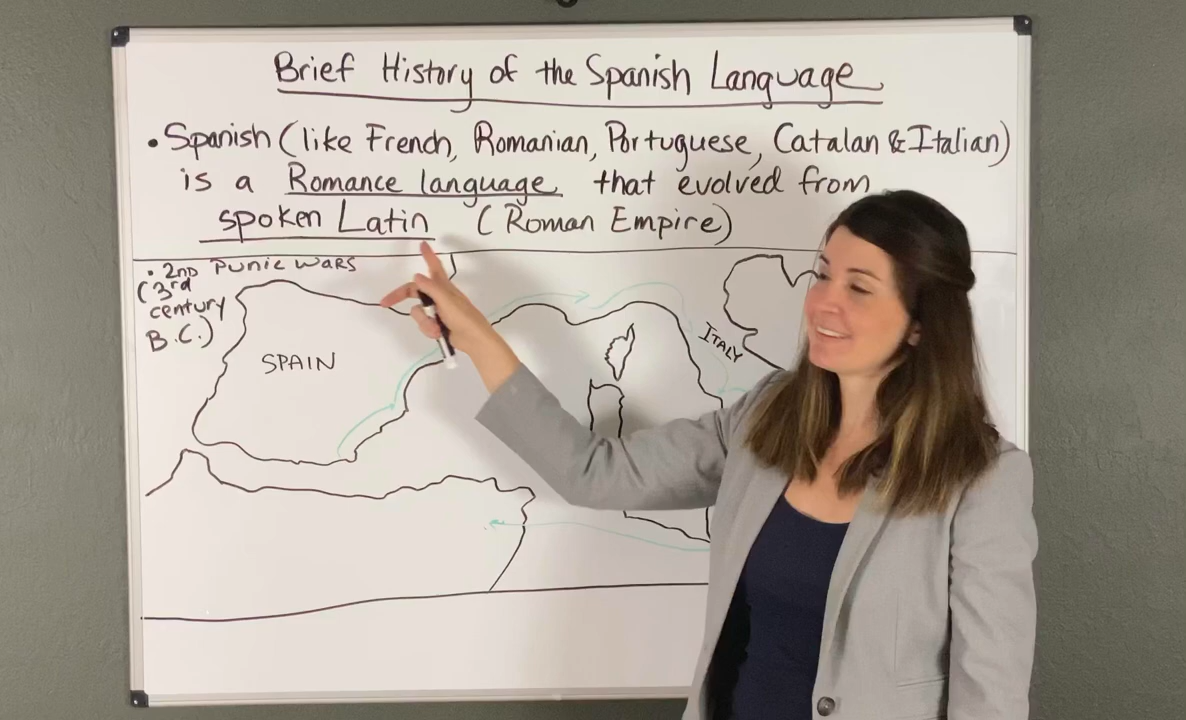 Brief History of the Spanish Language
• Spanish (like French, Romanian, Portuguese, Catalan & Italian)
is a Romance language that evolved from
spoken Latin (Roman Empire)
• 2nd Punic Wars
(3rd
century
B.C.)
SPAIN
ITALY